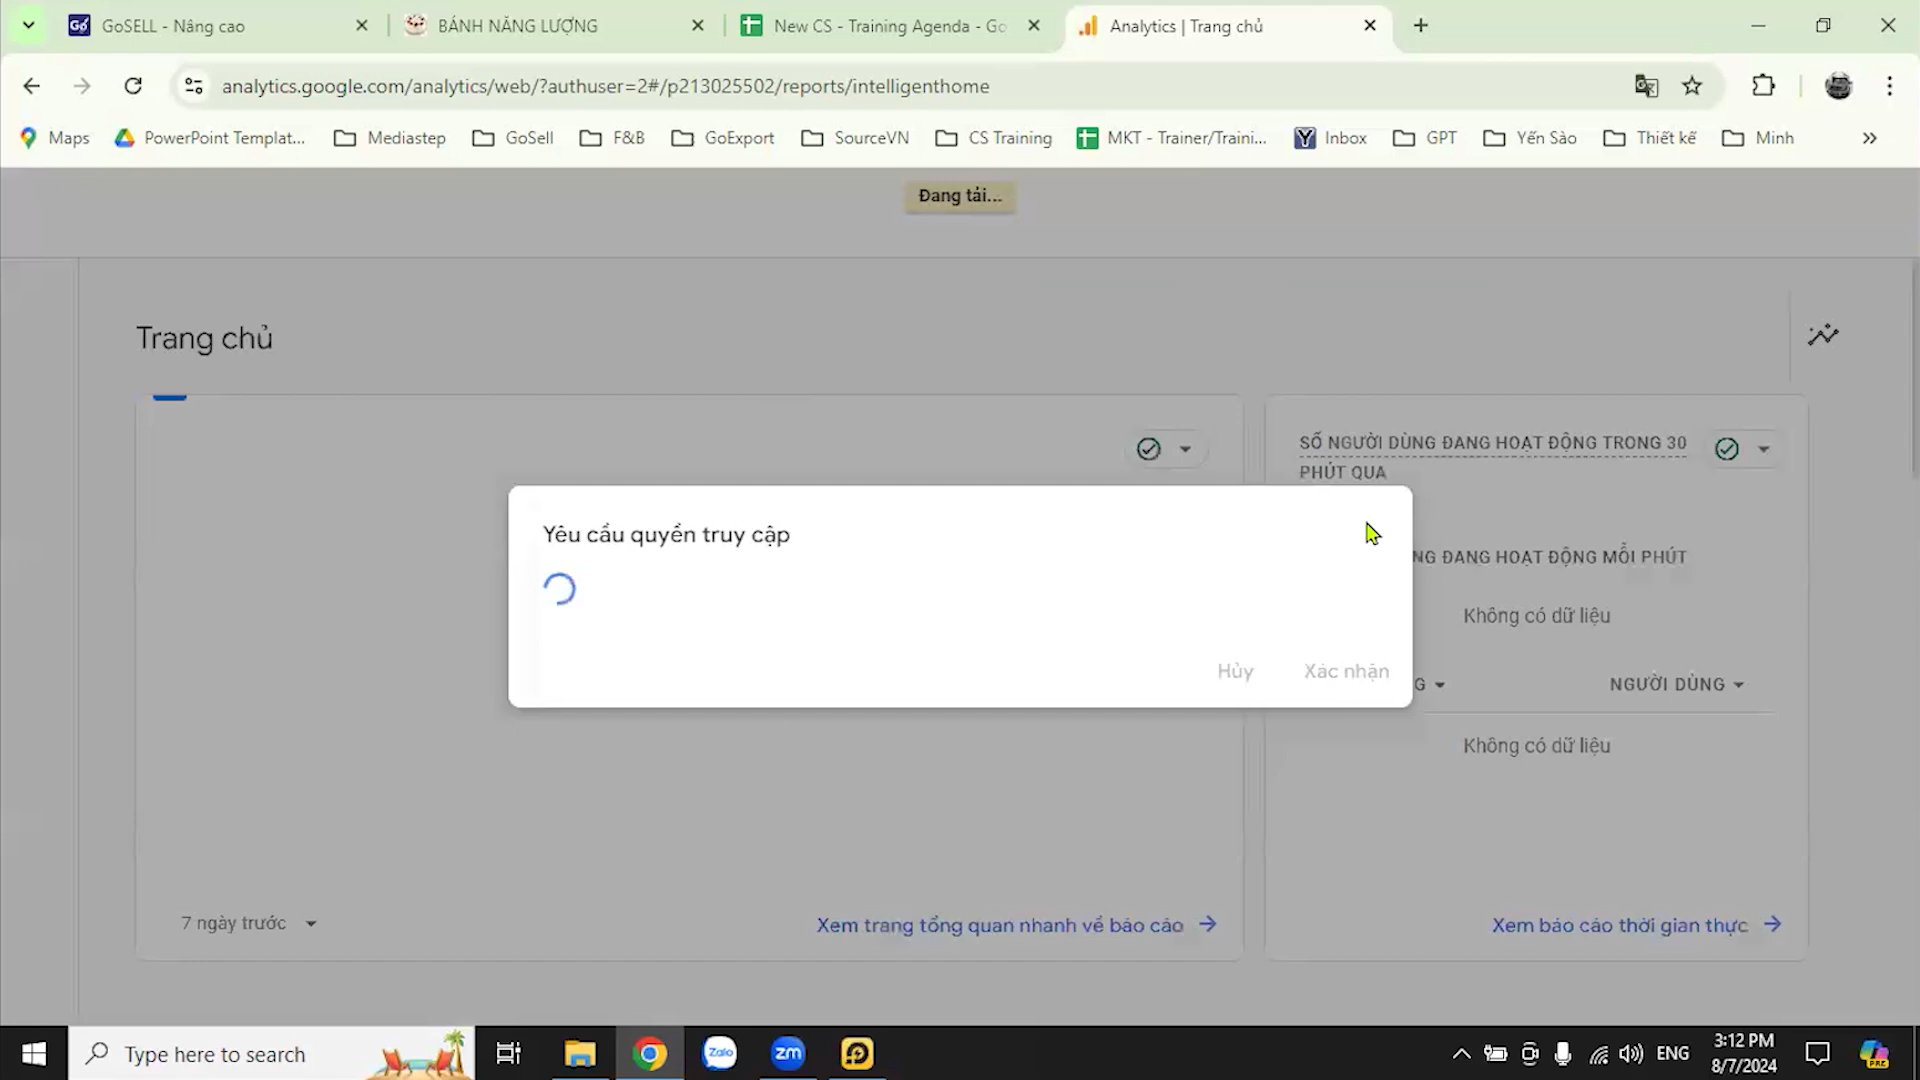 GoSELL - Nâng cao
BÁNH NĂNG LƯỢNG
New CS - Training Agenda - Go
Analytics | Trang chủ
analytics.google.com/analytics/web/?authuser=2#/p213025502/reports/intelligenthome
Maps
PowerPoint Templat...
Mediastep
GoSell
F&B
GoExport
SourceVN
CS Training
MKT - Trainer/Traini...
Inbox
GPT
Yến Sào
Thiết kế
Minh
Đang tải...
Trang chủ
SỐ NGƯỜI DÙNG ĐANG HOẠT ĐỘNG TRONG 30
PHÚT QUA
Yêu cầu quyền truy cập
NG ĐANG HOẠT ĐỘNG MỖI PHÚT
Không có dữ liệu
Hủy
Xác nhận
G
NGƯỜI DÙNG
Không có dữ liệu
7 ngày trước
Xem trang tổng quan nhanh về báo cáo
Xem báo cáo thời gian thực
Type here to search
Zalo
zm
ENG
3:12 PM
8/7/2024
PRE